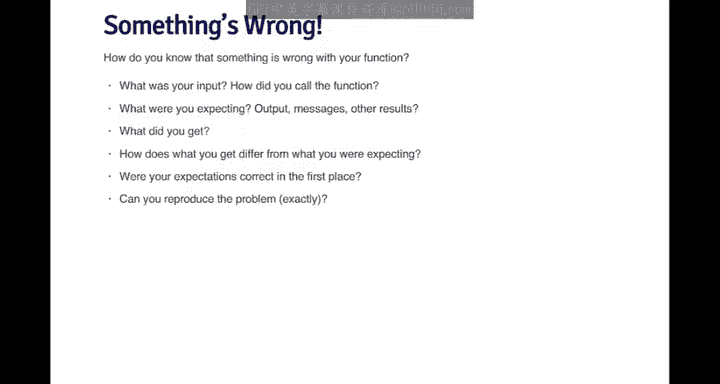 Something's Wrong!
How do you know that something is wrong with your function?
· What was your input? How did you call the function?
· What were you expecting? Output, messages, other results?
· What did you get?
· How does what you get differ from what you were expecting?
· Were your expectations correct in the first place?
· Can you reproduce the problem (exactly)?